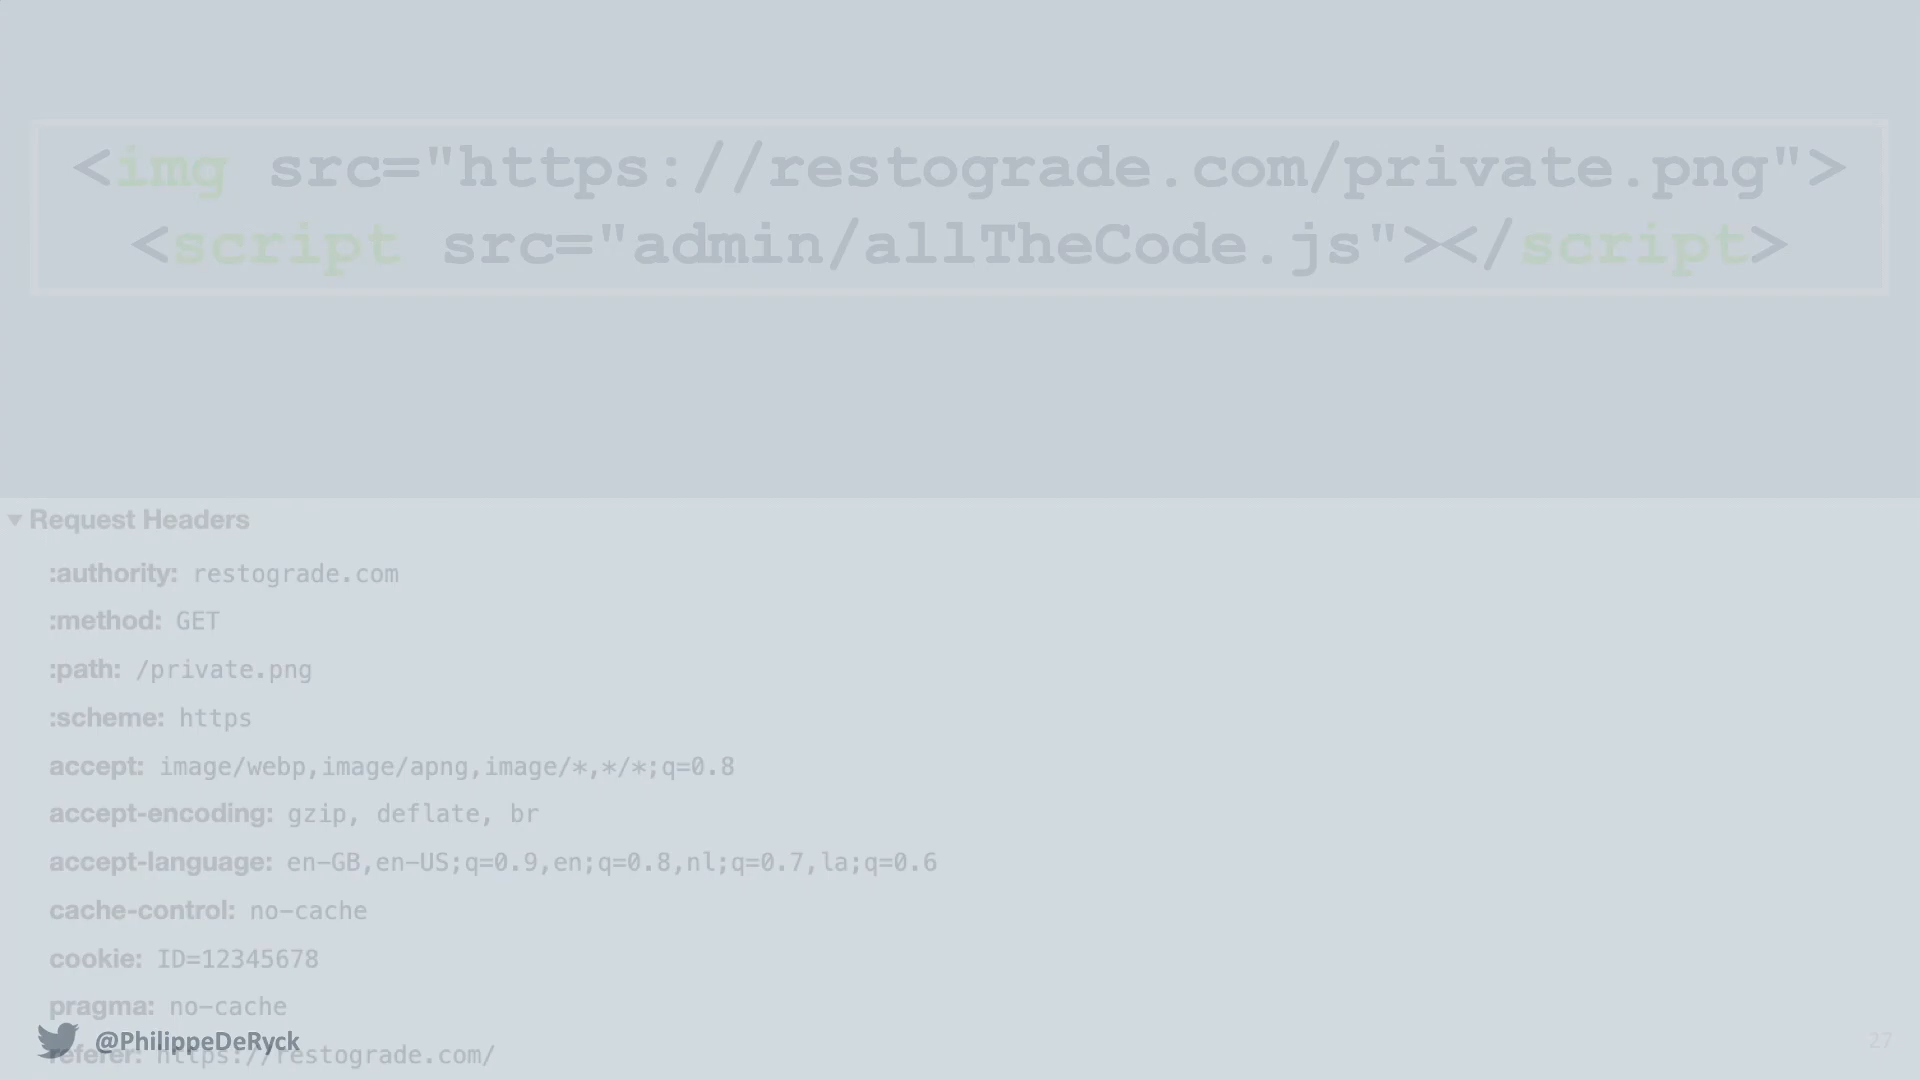 <img src="https://restograde.com/private.png">
<script src="admin/allTheCode.js"></script>
▼ Request Headers
:authority: restograde.com
:method: GET
:path: /private.png
:scheme: https
accept: image/webp,image/apng,image/*,*/*;q=0.8
accept-encoding: gzip, deflate, br
accept-language: en-GB,en-US;q=0.9,en;q=0.8,nl;q=0.7,la;q=0.6
cache-control: no-cache
cookie: ID=12345678
pragma: no-cache
@PhilippeDeRyck
referer: https://restograde.com/
27